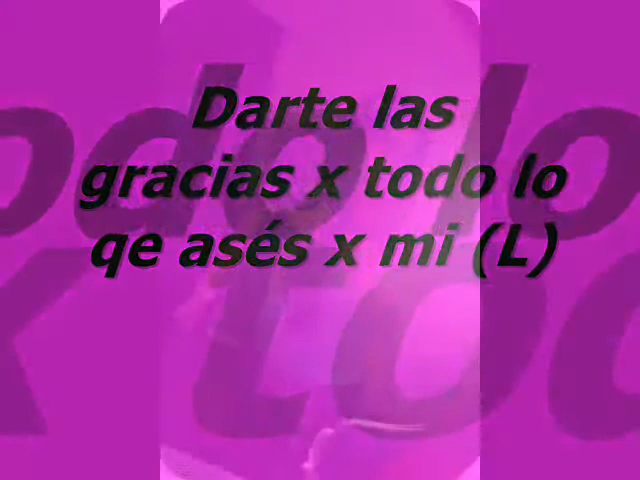 Darte las
gracias x todo lo
qe asés x mi (L)